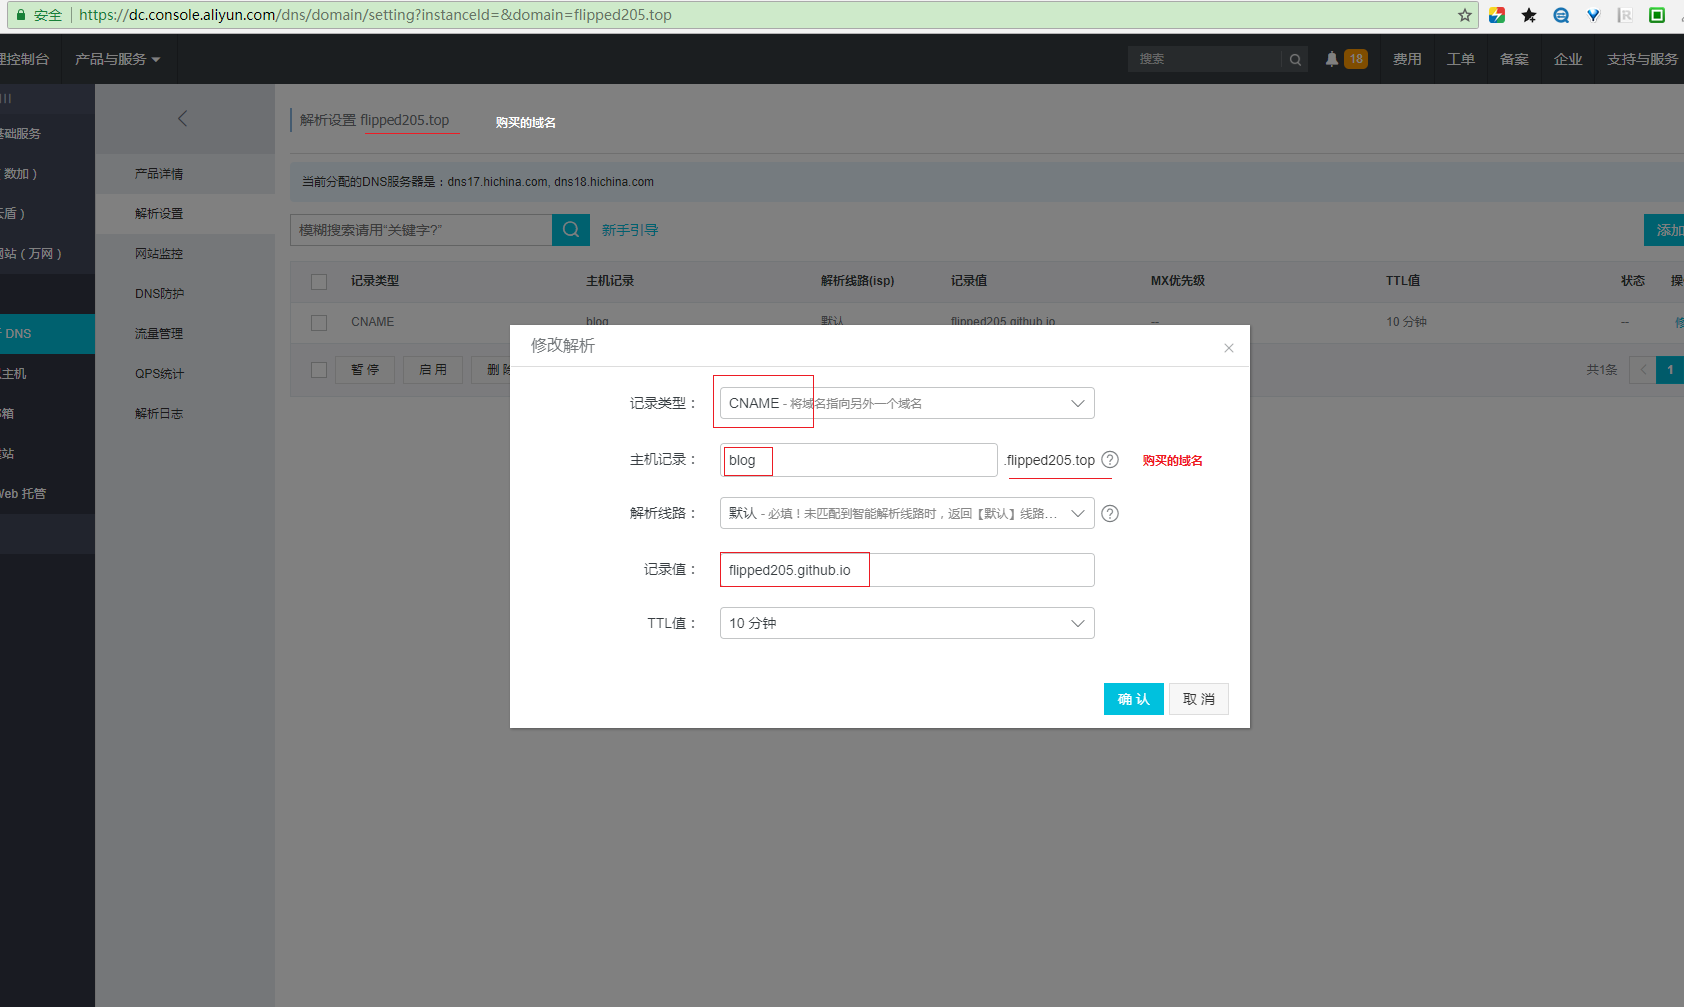 安全 https://dc.console.aliyun.com/dns/domain/setting?instanceId=&domain=flipped205.top
理控制台 产品与服务 搜索 18 费用 工单 备案 企业 支持与服务
基础服务
数加 )
云盾 )
网站 ( 万网 )
DNS
主机
邮箱
建站
Web 托管
产品详情
解析设置
网站监控
DNS防护
流量管理
QPS统计
解析日志
解析设置 flipped205.top 购买的域名
当前分配的DNS服务器是：dns17.hichina.com, dns18.hichina.com
模糊搜索请用“关键字?” 新手引导 添加
记录类型 主机记录 解析线路(isp) 记录值 MX优先级 TTL值 状态 操
CNAME blog 默认 flipped205.github.io -- 10 分钟 -- 修
暂 停 启 用 删 除 共1条 1
修改解析
记录类型： CNAME - 将域名指向另外一个域名
主机记录： blog .flipped205.top ? 购买的域名
解析线路： 默认 - 必填！未匹配到智能解析线路时，返回【默认】线路... ?
记录值： flipped205.github.io
TTL值： 10 分钟
确 认 取 消